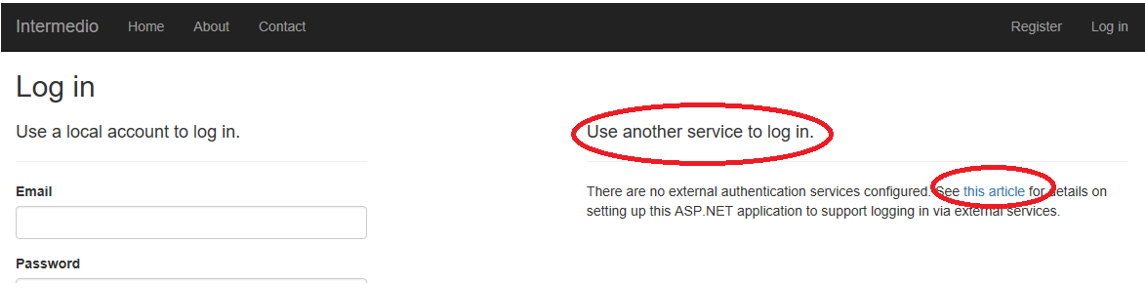 Intermedio Home About Contact Register Log in
Log in
Use a local account to log in.
Email
Password
Use another service to log in.
There are no external authentication services configured. See this article for details on
setting up this ASP.NET application to support logging in via external services.